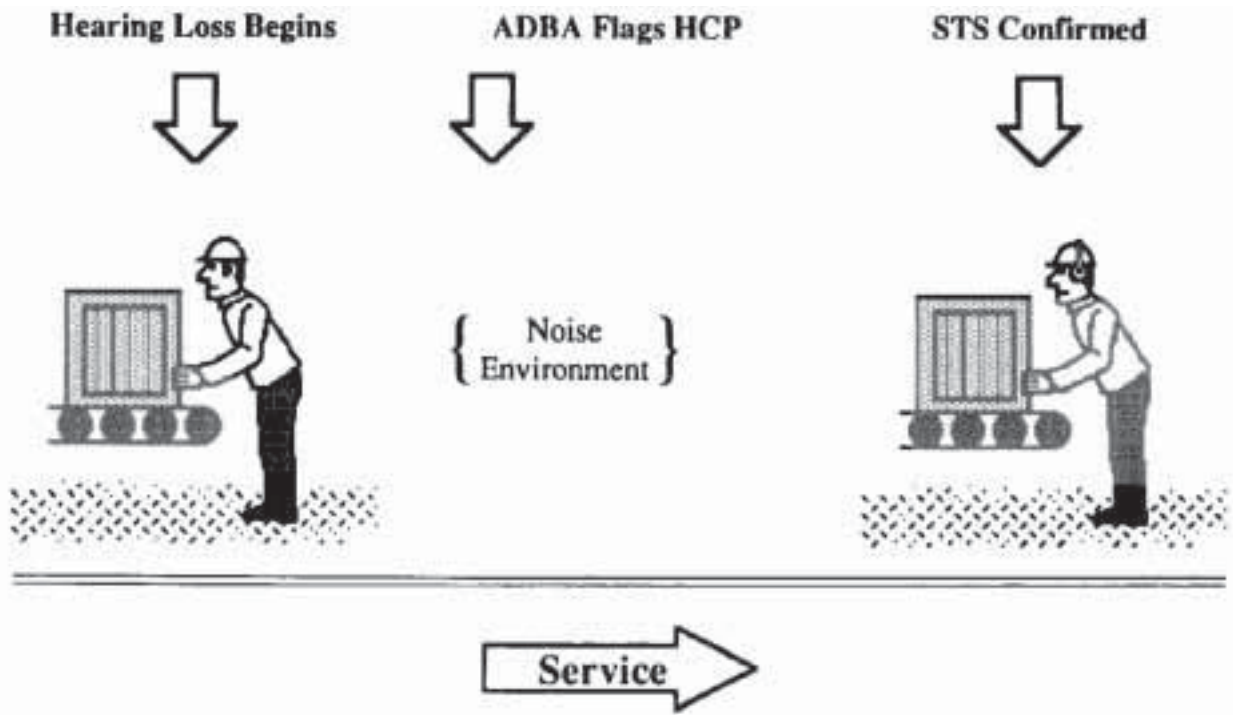 Hearing Loss Begins
ADBA Flags HCP
STS Confirmed
{ Noise
Environment }
Service